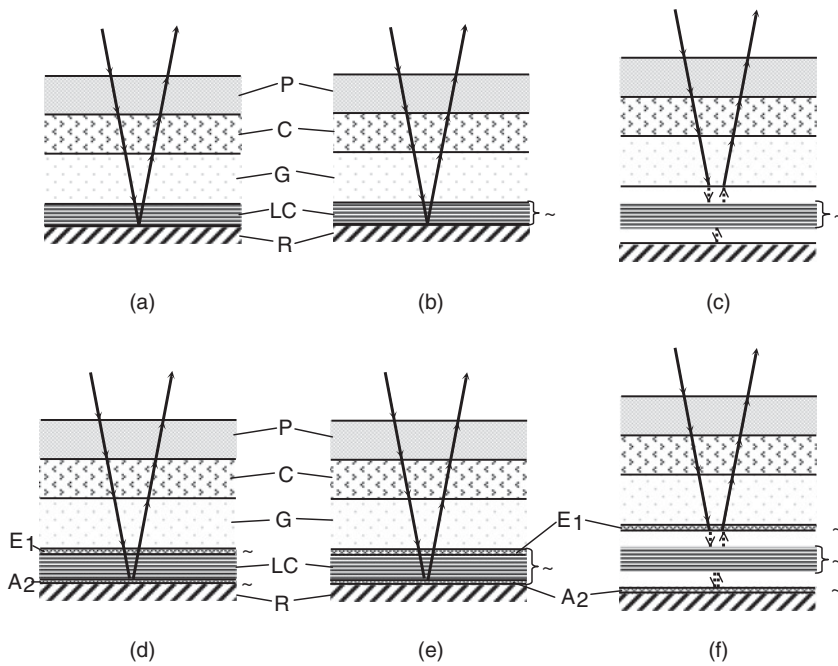 P
C
G
LC
R
~
~
(a)
(b)
(c)
P
C
G
E1
E1
~
~
LC
~
~
A2
~
R
A2
~
(d)
(e)
(f)